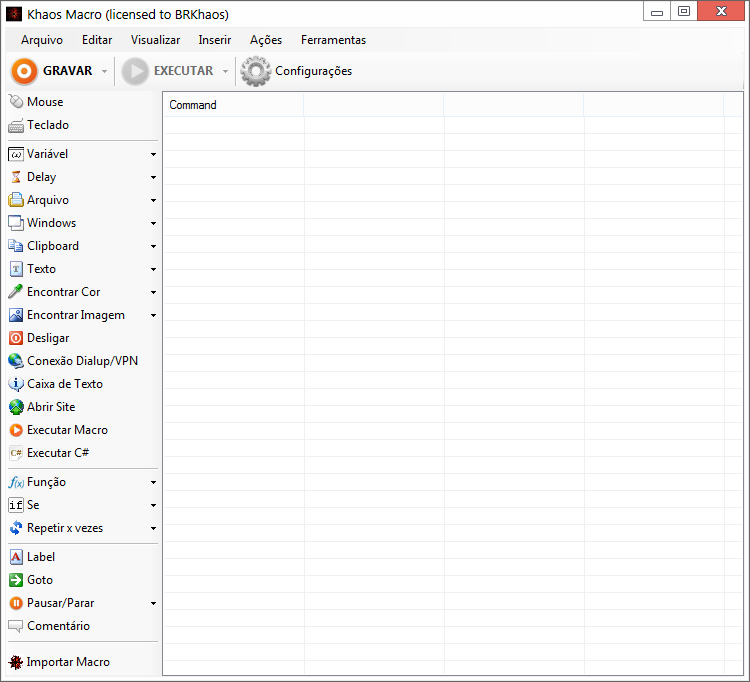 Khaos Macro (licensed to BRKhaos)
Arquivo Editar Visualizar Inserir Ações Ferramentas
GRAVAR EXECUTAR Configurações
Mouse
Command
Teclado
(ω) Variável
Delay
Arquivo
Windows
Clipboard
T Texto
Encontrar Cor
Encontrar Imagem
Desligar
Conexão Dialup/VPN
i Caixa de Texto
Abrir Site
Executar Macro
C# Executar C#
f(x) Função
if Se
Repetir x vezes
A Label
Goto
Pausar/Parar
Comentário
Importar Macro